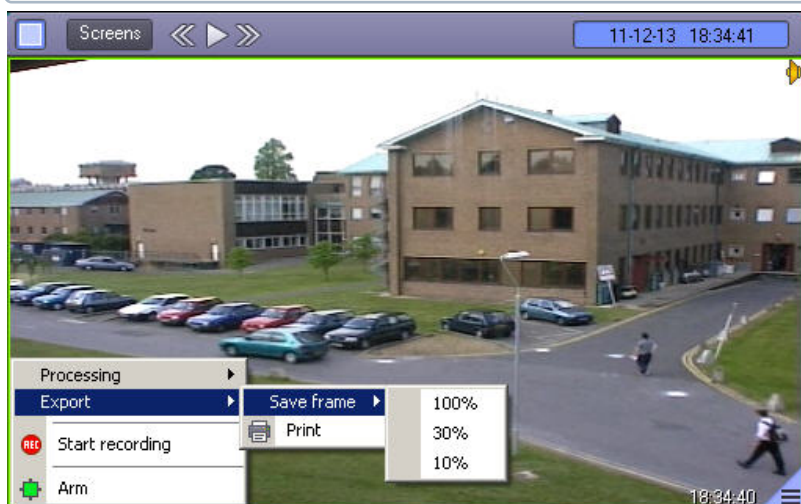 Screens
11-12-13 18:34:41
Processing
Export
Save frame
100%
Print
30%
REC
Start recording
10%
Arm
18:34:40